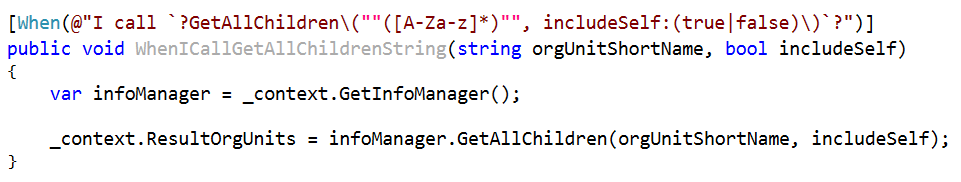 [When(@"I call `?GetAllChildren\(""([A-Za-z]*)"", includeSelf:(true|false)\)`?")]
public void WhenICallGetAllChildrenString(string orgUnitShortName, bool includeSelf)
{
    var infoManager = _context.GetInfoManager();

    _context.ResultOrgUnits = infoManager.GetAllChildren(orgUnitShortName, includeSelf);
}